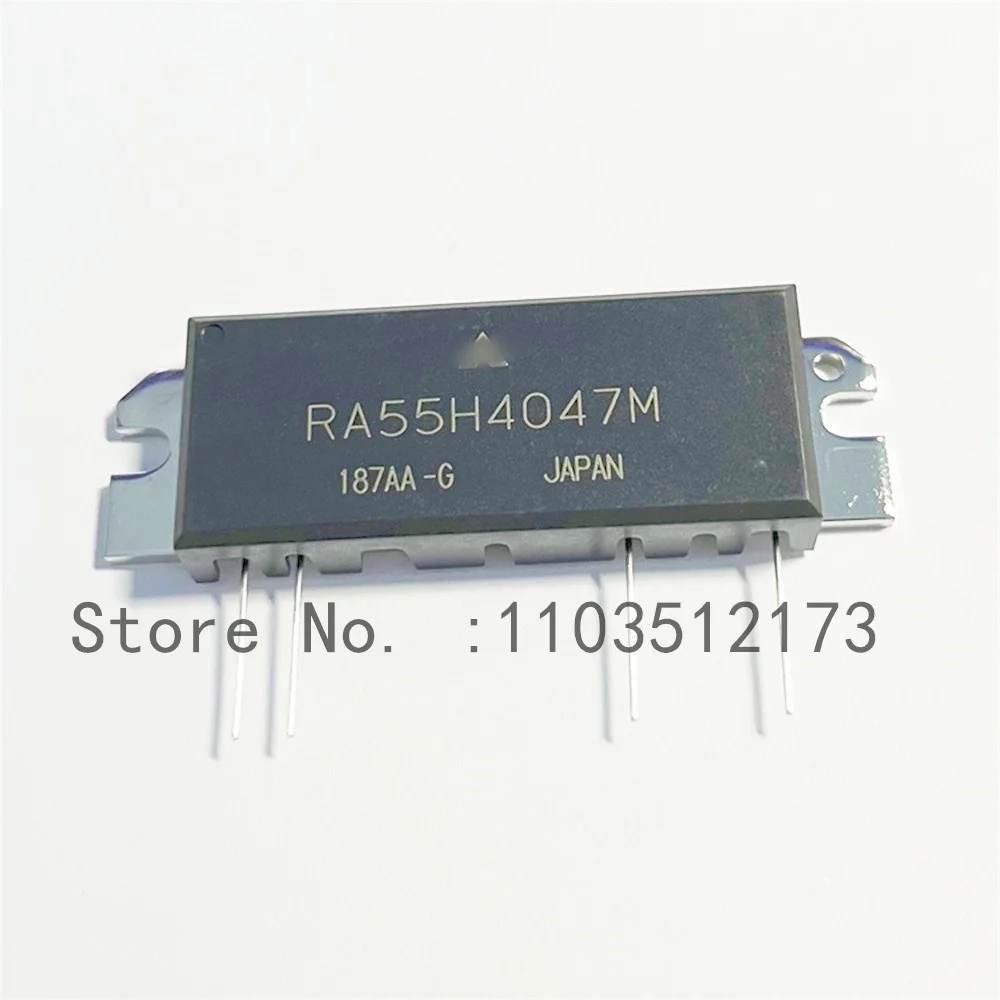 RA55H4047M
187AA-G JAPAN
Store No. :1103512173